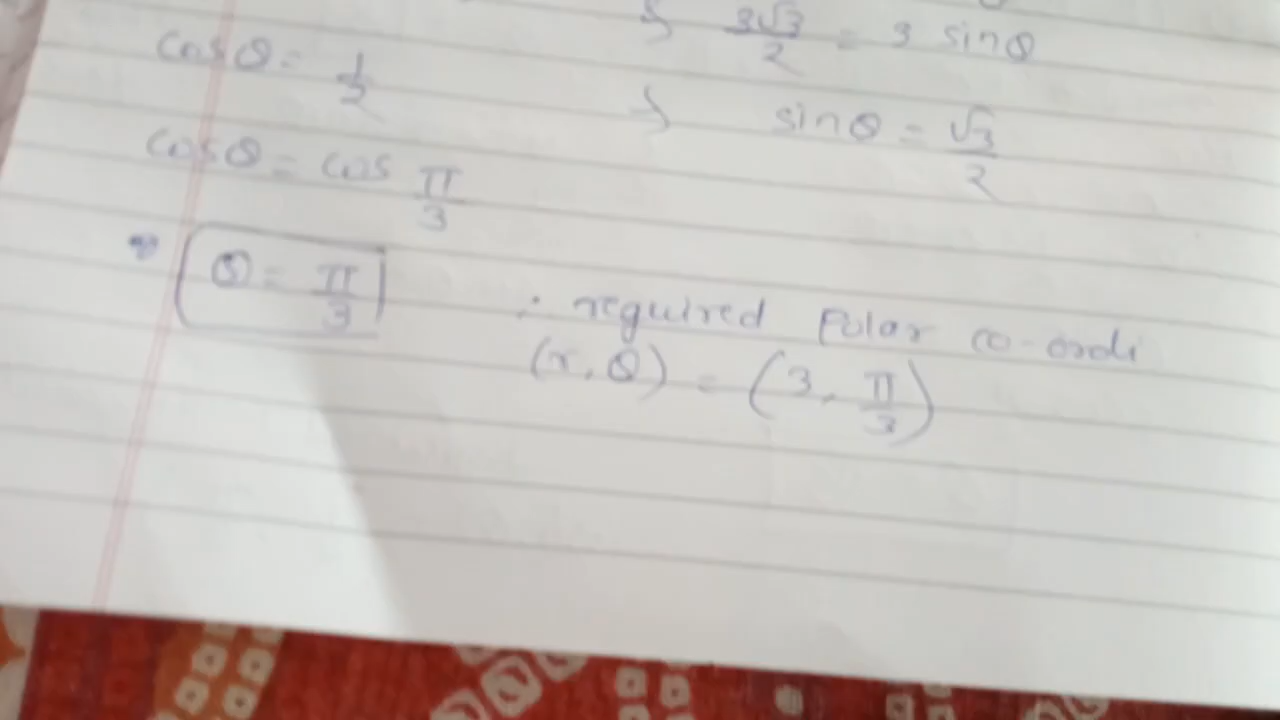 cosθ = 1/2
⇒ 3√3/2 = 3 sinθ
cosθ = cos π/3
⇒ sinθ = √3/2
⇒ θ = π/3
∴ required Polar co-ordi
(r, θ) = (3, π/3)